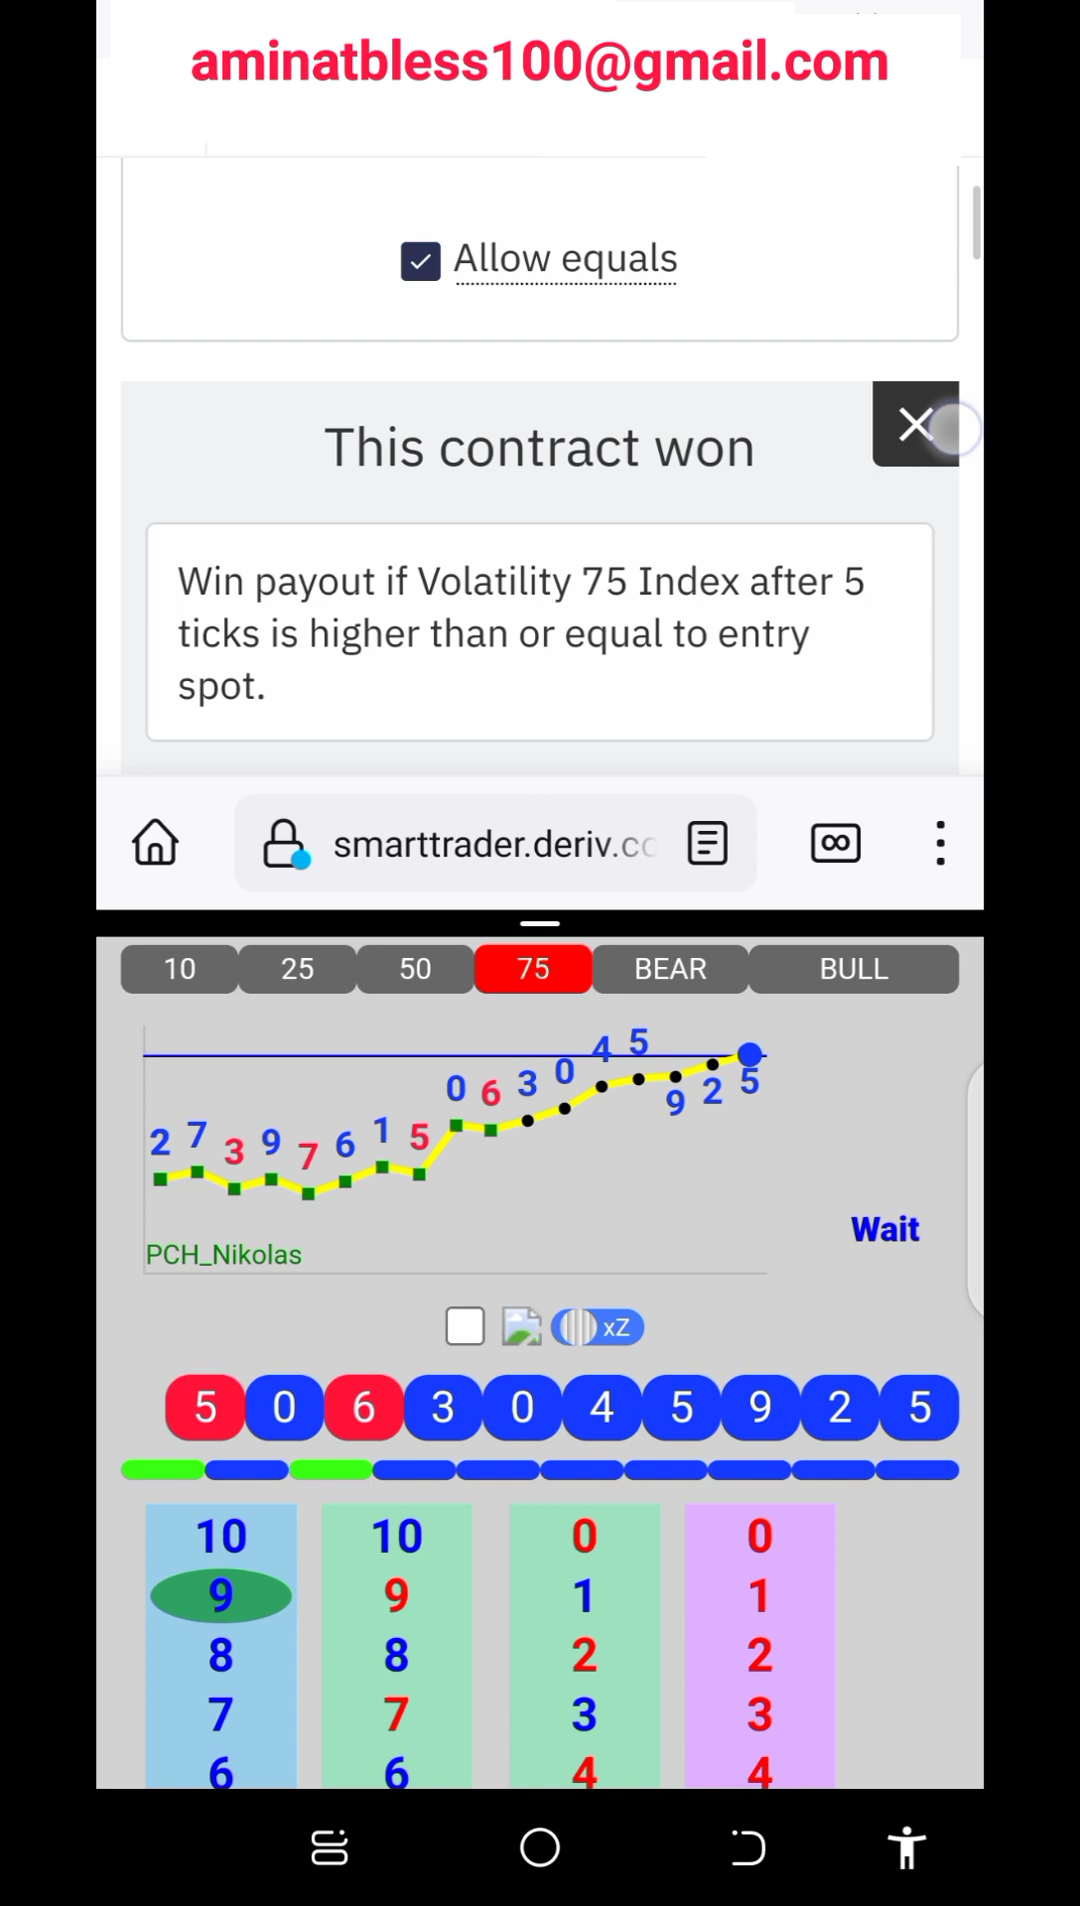 aminatbless100@gmail.com
Allow equals
This contract won
Win payout if Volatility 75 Index after 5
ticks is higher than or equal to entry
spot.
smarttrader.deriv.co
10 25 50 75 BEAR BULL
2 7 3 9 7 6 1 5 0 6 3 0 4 5 9 2 5
Wait
PCH_Nikolas
xZ
5 0 6 3 0 4 5 9 2 5
10 10 0 0
9 9 1 1
8 8 2 2
7 7 3 3
6 6 4 4